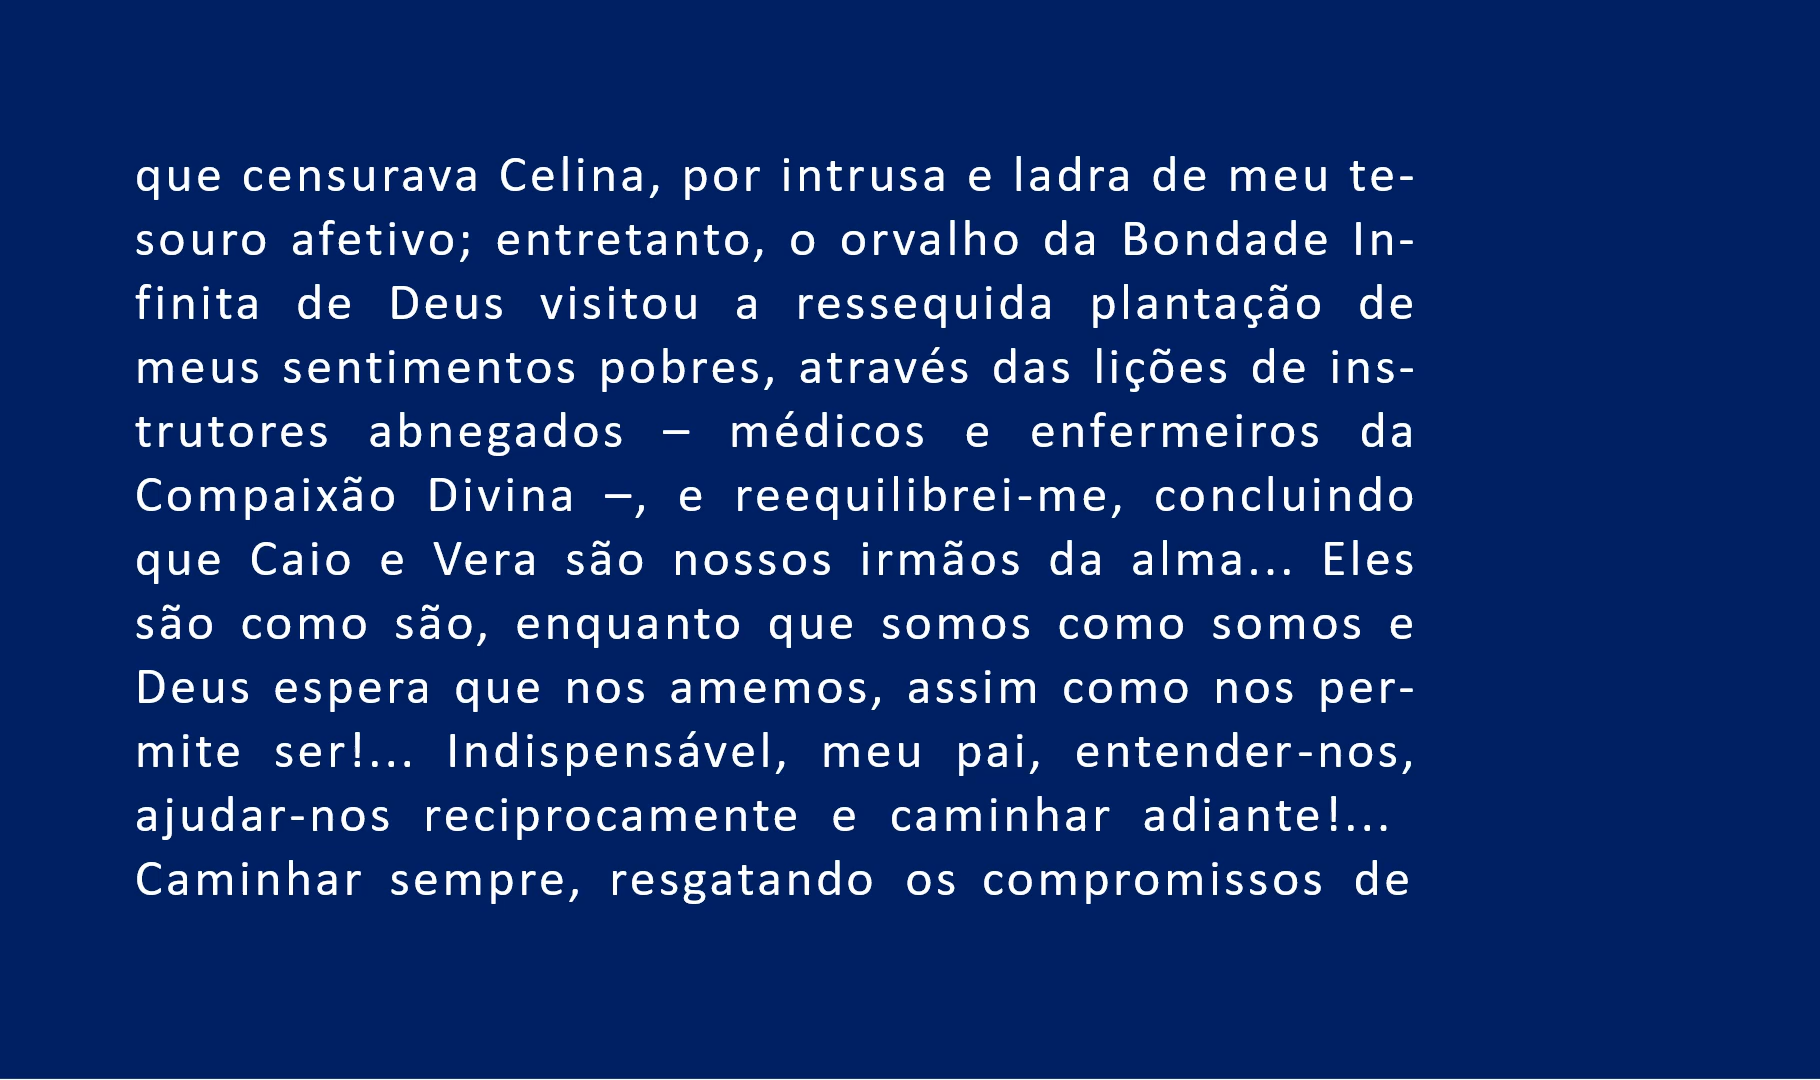 que censurava Celina, por intrusa e ladra de meu te-
souro afetivo; entretanto, o orvalho da Bondade In-
finita de Deus visitou a ressequida plantação de
meus sentimentos pobres, através das lições de ins-
trutores abnegados – médicos e enfermeiros da
Compaixão Divina –, e reequilibrei-me, concluindo
que Caio e Vera são nossos irmãos da alma... Eles
são como são, enquanto que somos como somos e
Deus espera que nos amemos, assim como nos per-
mite ser!... Indispensável, meu pai, entender-nos,
ajudar-nos reciprocamente e caminhar adiante!...
Caminhar sempre, resgatando os compromissos de